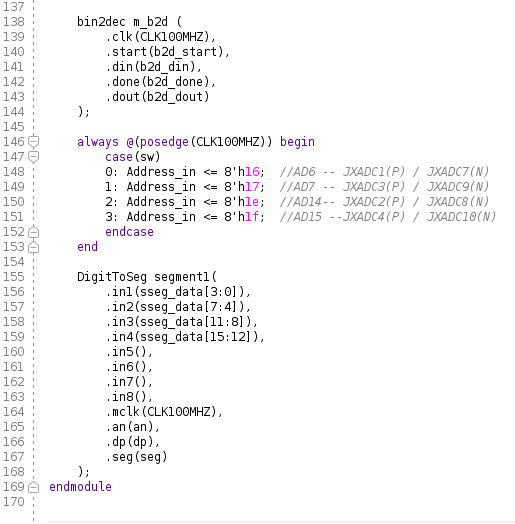 137
138 bin2dec m_b2d (
139 .clk(CLK100MHZ),
140 .start(b2d_start),
141 .din(b2d_din),
142 .done(b2d_done),
143 .dout(b2d_dout)
144 );
145
146 always @(posedge(CLK100MHZ)) begin
147 case(sw)
148 0: Address_in <= 8'h16; //AD6 -- JXADC1(P) / JXADC7(N)
149 1: Address_in <= 8'h17; //AD7 -- JXADC3(P) / JXADC9(N)
150 2: Address_in <= 8'h1e; //AD14-- JXADC2(P) / JXADC8(N)
151 3: Address_in <= 8'h1f; //AD15 --JXADC4(P) / JXADC10(N)
152 endcase
153 end
154
155 DigitToSeg segment1(
156 .in1(sseg_data[3:0]),
157 .in2(sseg_data[7:4]),
158 .in3(sseg_data[11:8]),
159 .in4(sseg_data[15:12]),
160 .in5(),
161 .in6(),
162 .in7(),
163 .in8(),
164 .mclk(CLK100MHZ),
165 .an(an),
166 .dp(dp),
167 .seg(seg)
168 );
169 endmodule
170